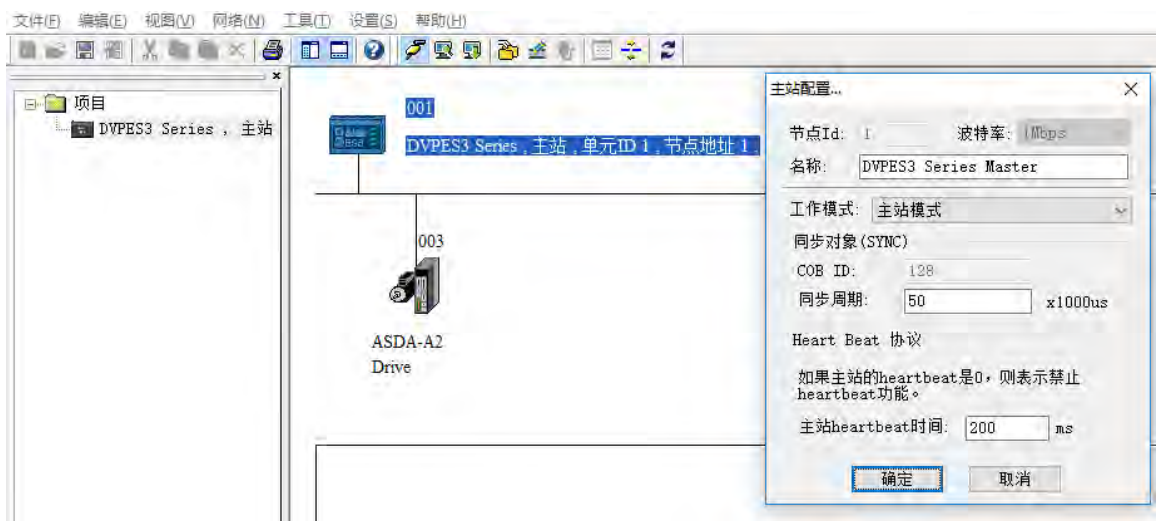 文件(F) 编辑(E) 视图(V) 网络(N) 工具(T) 设置(S) 帮助(H)
项目
DVPES3 Series , 主站
001
DVPES3 Series , 主站 , 单元ID 1 , 节点地址 1 ,
003
ASDA-A2
Drive
主站配置...
节点Id: 1 波特率: 1Mbps
名称: DVPES3 Series Master
工作模式: 主站模式
同步对象(SYNC)
COB ID: 128
同步周期: 50 x1000us
Heart Beat 协议
如果主站的heartbeat是0，则表示禁止
heartbeat功能。
主站heartbeat时间: 200 ms
确定 取消